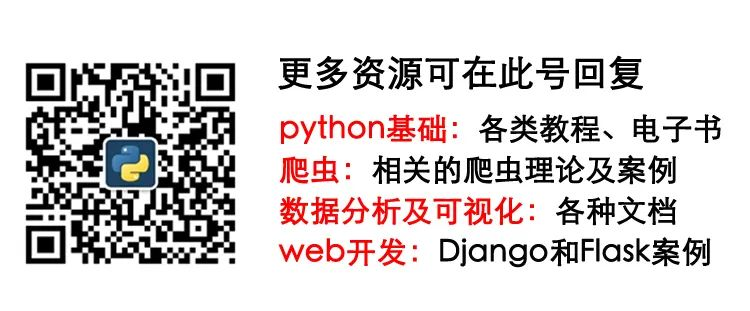 更多资源可在此号回复
python基础：各类教程、电子书
爬虫：相关的爬虫理论及案例
数据分析及可视化：各种文档
web开发：Django和Flask案例